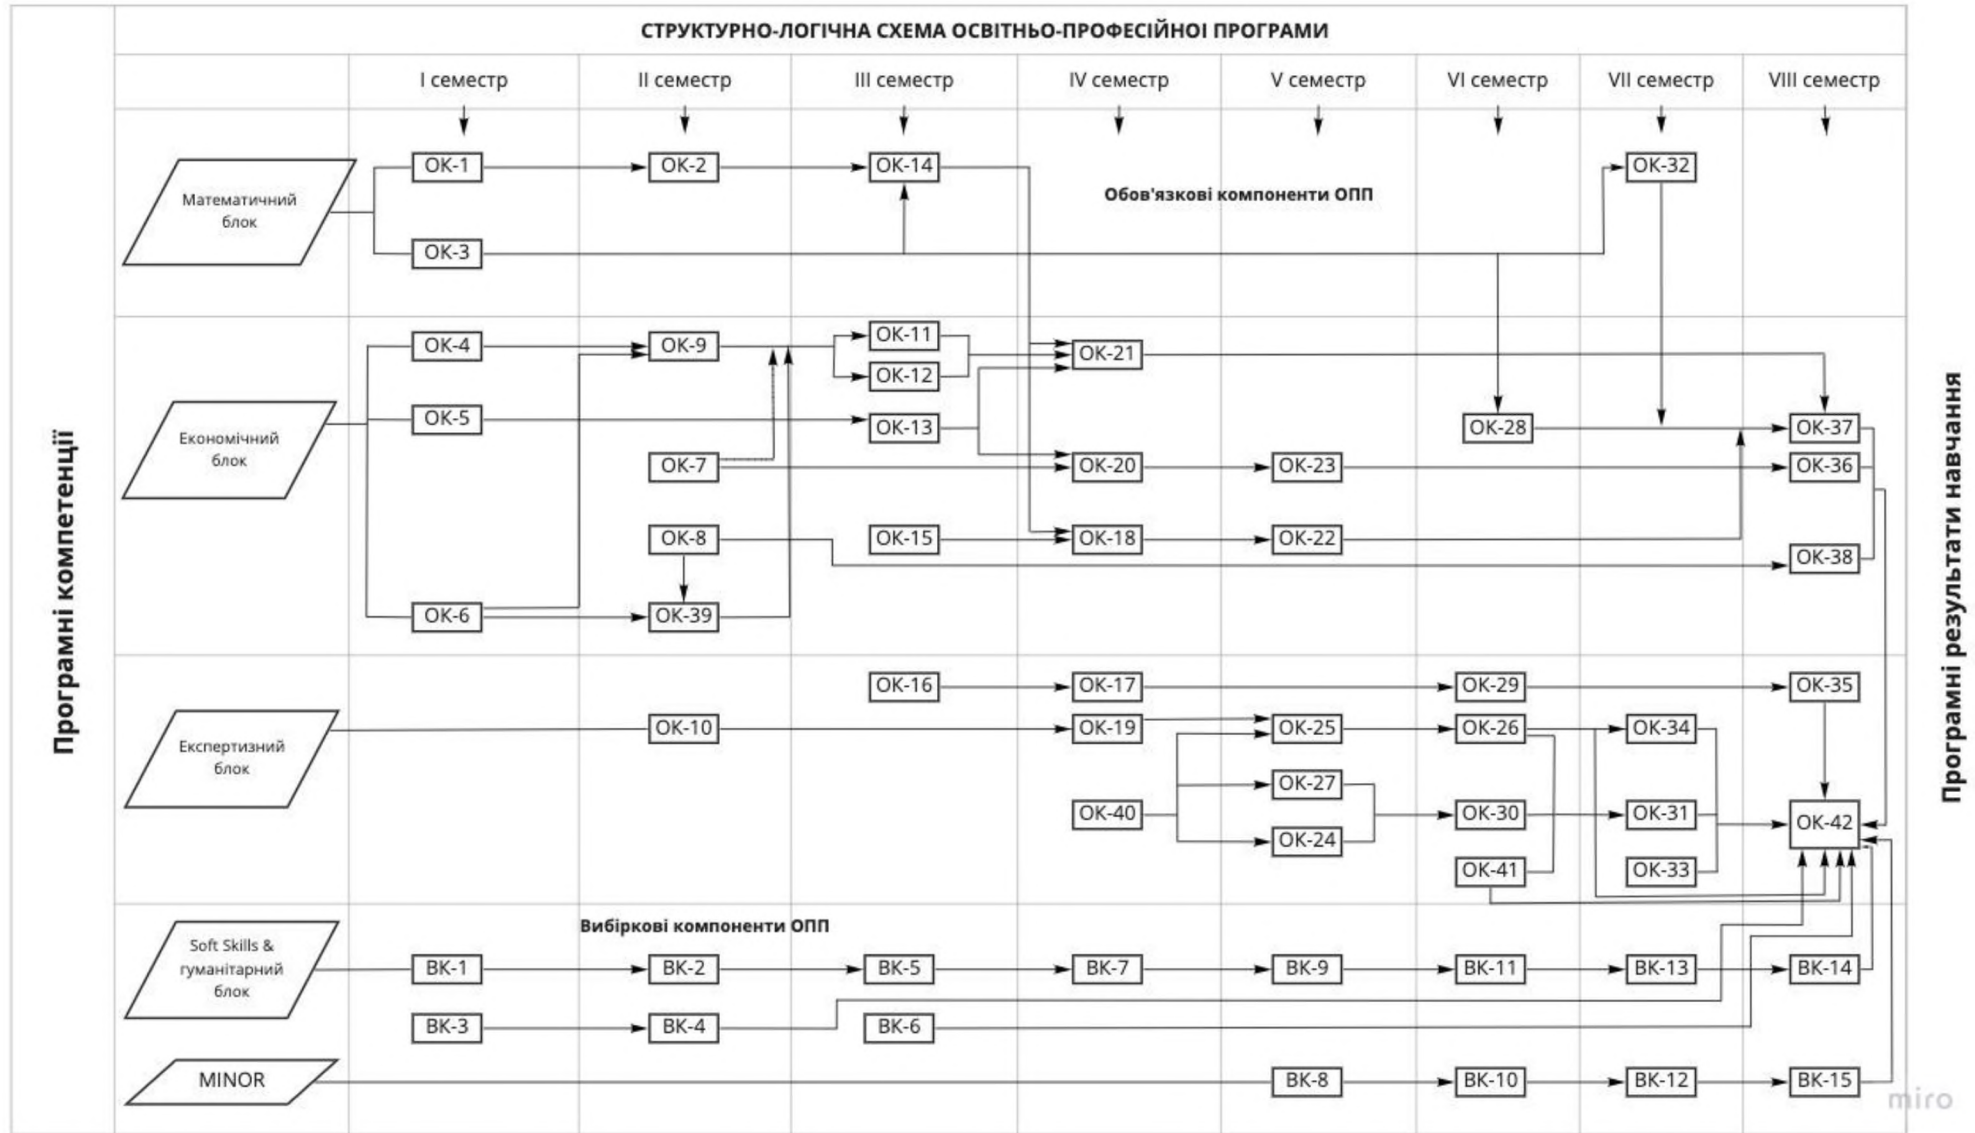 СТРУКТУРНО-ЛОГІЧНА СХЕМА ОСВІТНЬО-ПРОФЕСІЙНОІ ПРОГРАМИ
I семестр
II семестр
III семестр
IV семестр
V семестр
VI семестр
VII семестр
VIII семестр
Програмні компетенції
Математичний
блок
ОК-1
ОК-2
ОК-14
ОК-32
Обов'язкові компоненти ОПП
ОК-3
Економічний
блок
ОК-4
ОК-9
ОК-11
ОК-12
ОК-21
ОК-5
ОК-13
ОК-28
ОК-37
ОК-7
ОК-20
ОК-23
ОК-36
ОК-8
ОК-15
ОК-18
ОК-22
ОК-38
ОК-6
ОК-39
Експертизний
блок
ОК-16
ОК-17
ОК-29
ОК-35
ОК-10
ОК-19
ОК-25
ОК-26
ОК-34
ОК-27
ОК-40
ОК-24
ОК-30
ОК-31
ОК-42
ОК-41
ОК-33
Вибіркові компоненти ОПП
Soft Skills &
гуманітарний
блок
ВК-1
ВК-2
ВК-5
ВК-7
ВК-9
ВК-11
ВК-13
ВК-14
ВК-3
ВК-4
ВК-6
MINOR
ВК-8
ВК-10
ВК-12
ВК-15
Програмні результати навчання
miro